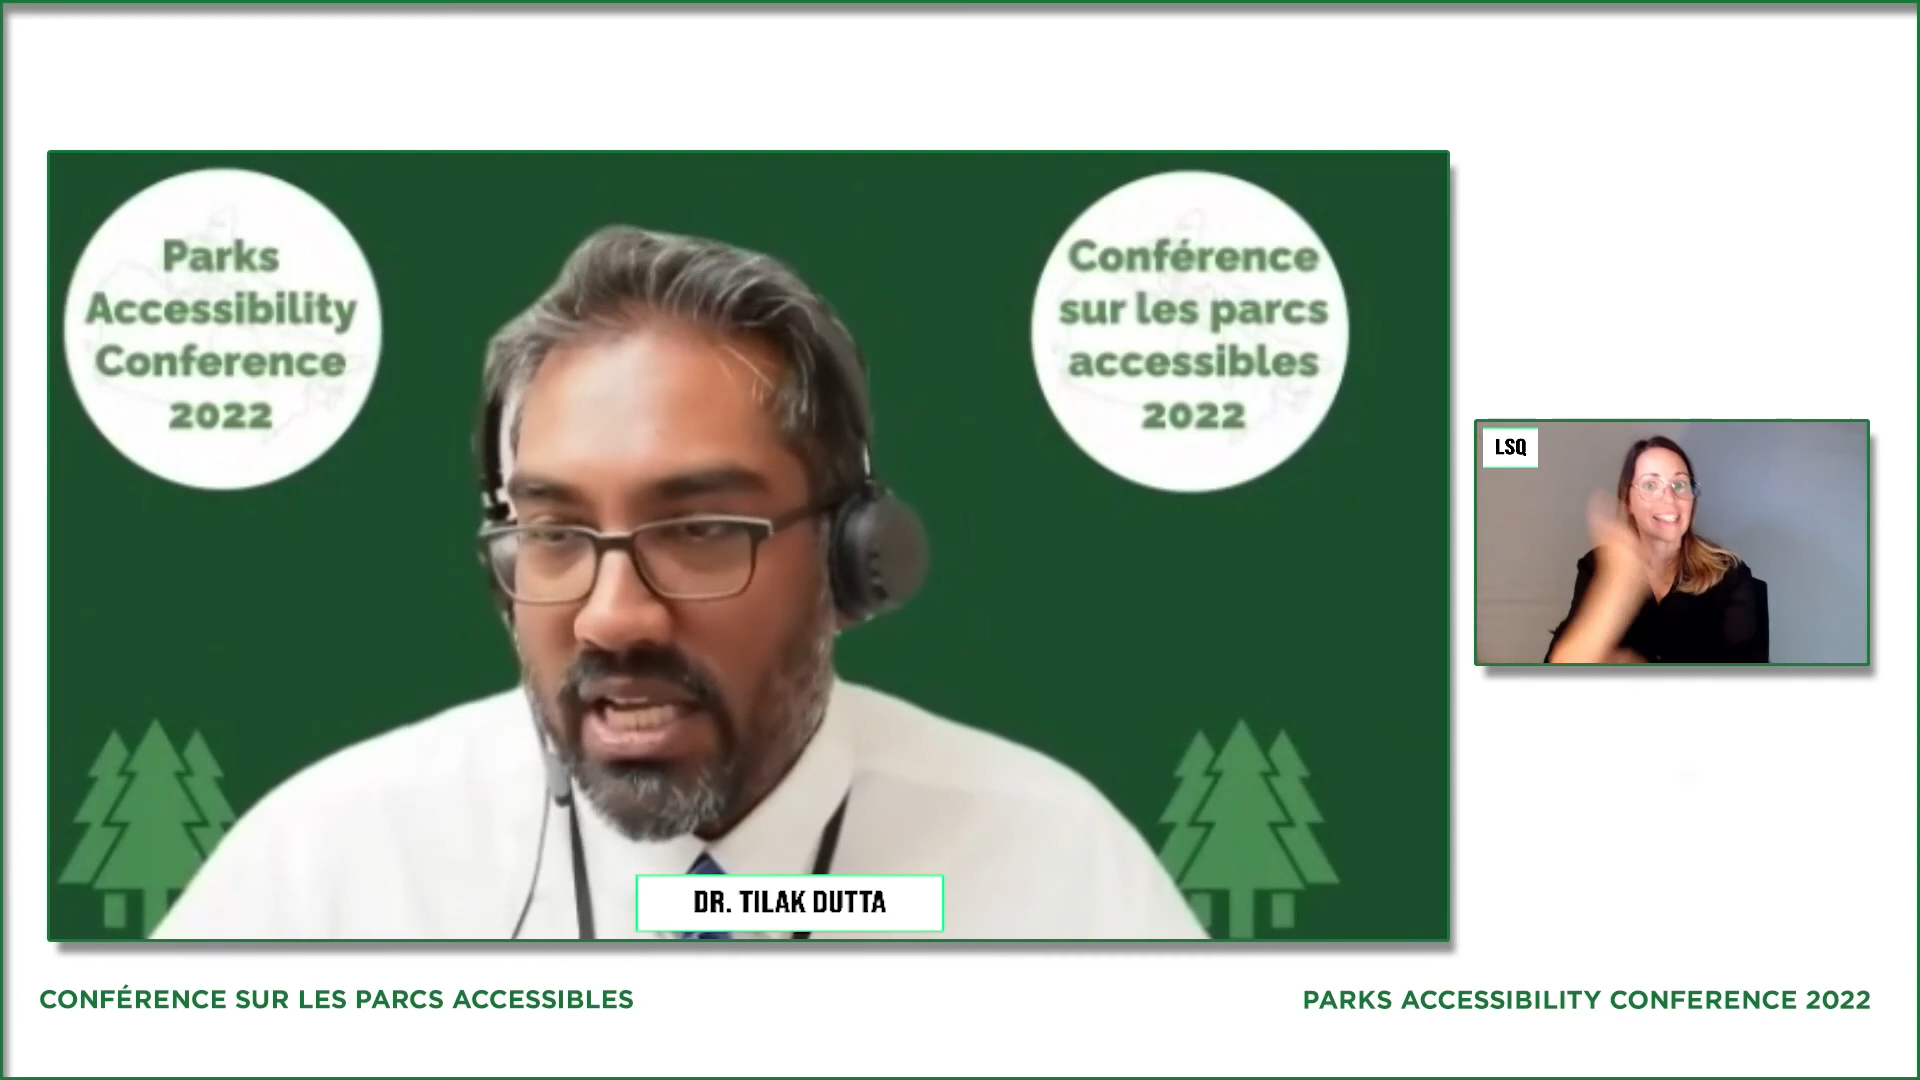 Parks
Accessibility
Conference
2022
Conférence
sur les parcs
accessibles
2022
LSQ
DR. TILAK DUTTA
CONFÉRENCE SUR LES PARCS ACCESSIBLES
PARKS ACCESSIBILITY CONFERENCE 2022